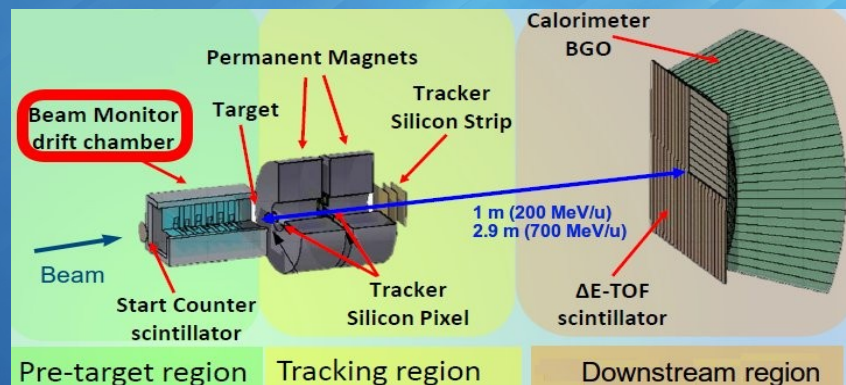 Calorimeter
BGO
Permanent Magnets
Tracker
Silicon Strip
Target
Beam Monitor
drift chamber
1 m (200 MeV/u)
2.9 m (700 MeV/u)
Beam
Start Counter
scintillator
Tracker
Silicon Pixel
ΔE-TOF
scintillator
Pre-target region
Tracking region
Downstream region